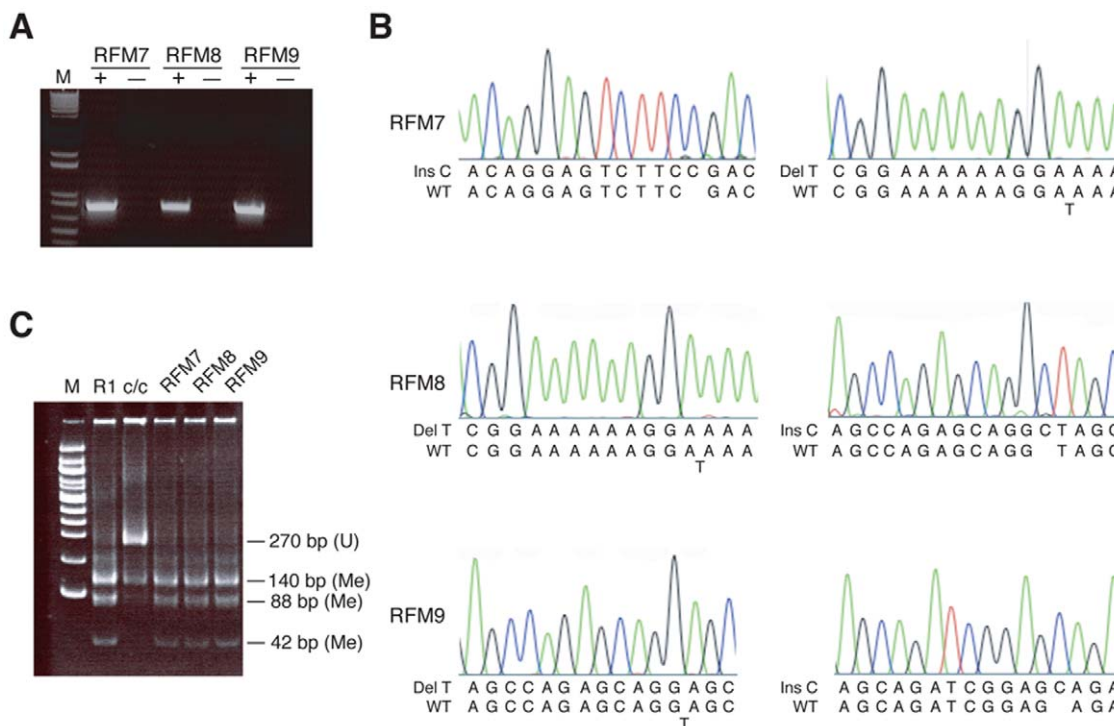 A
RFM7 RFM8 RFM9
M + — + — + —
B
RFM7
Ins C A C A G G A G T C T T C C G A C
WT A C A G G A G T C T T C G A C
Del T C G G A A A A A A G G A A A A
WT C G G A A A A A A G G A A A A
T
C
M R1 c/c RFM7 RFM8 RFM9
270 bp (U)
140 bp (Me)
88 bp (Me)
42 bp (Me)
RFM8
Del T C G G A A A A A A G G A A A A
WT C G G A A A A A A G G A A A A
T
Ins C A G C C A G A G C A G G C T A G C
WT A G C C A G A G C A G G T A G C
RFM9
Del T A G C C A G A G C A G G A G C
WT A G C C A G A G C A G G A G C
T
Ins C A G C A G A T C G G A G C A G A
WT A G C A G A T C G G A G A G A